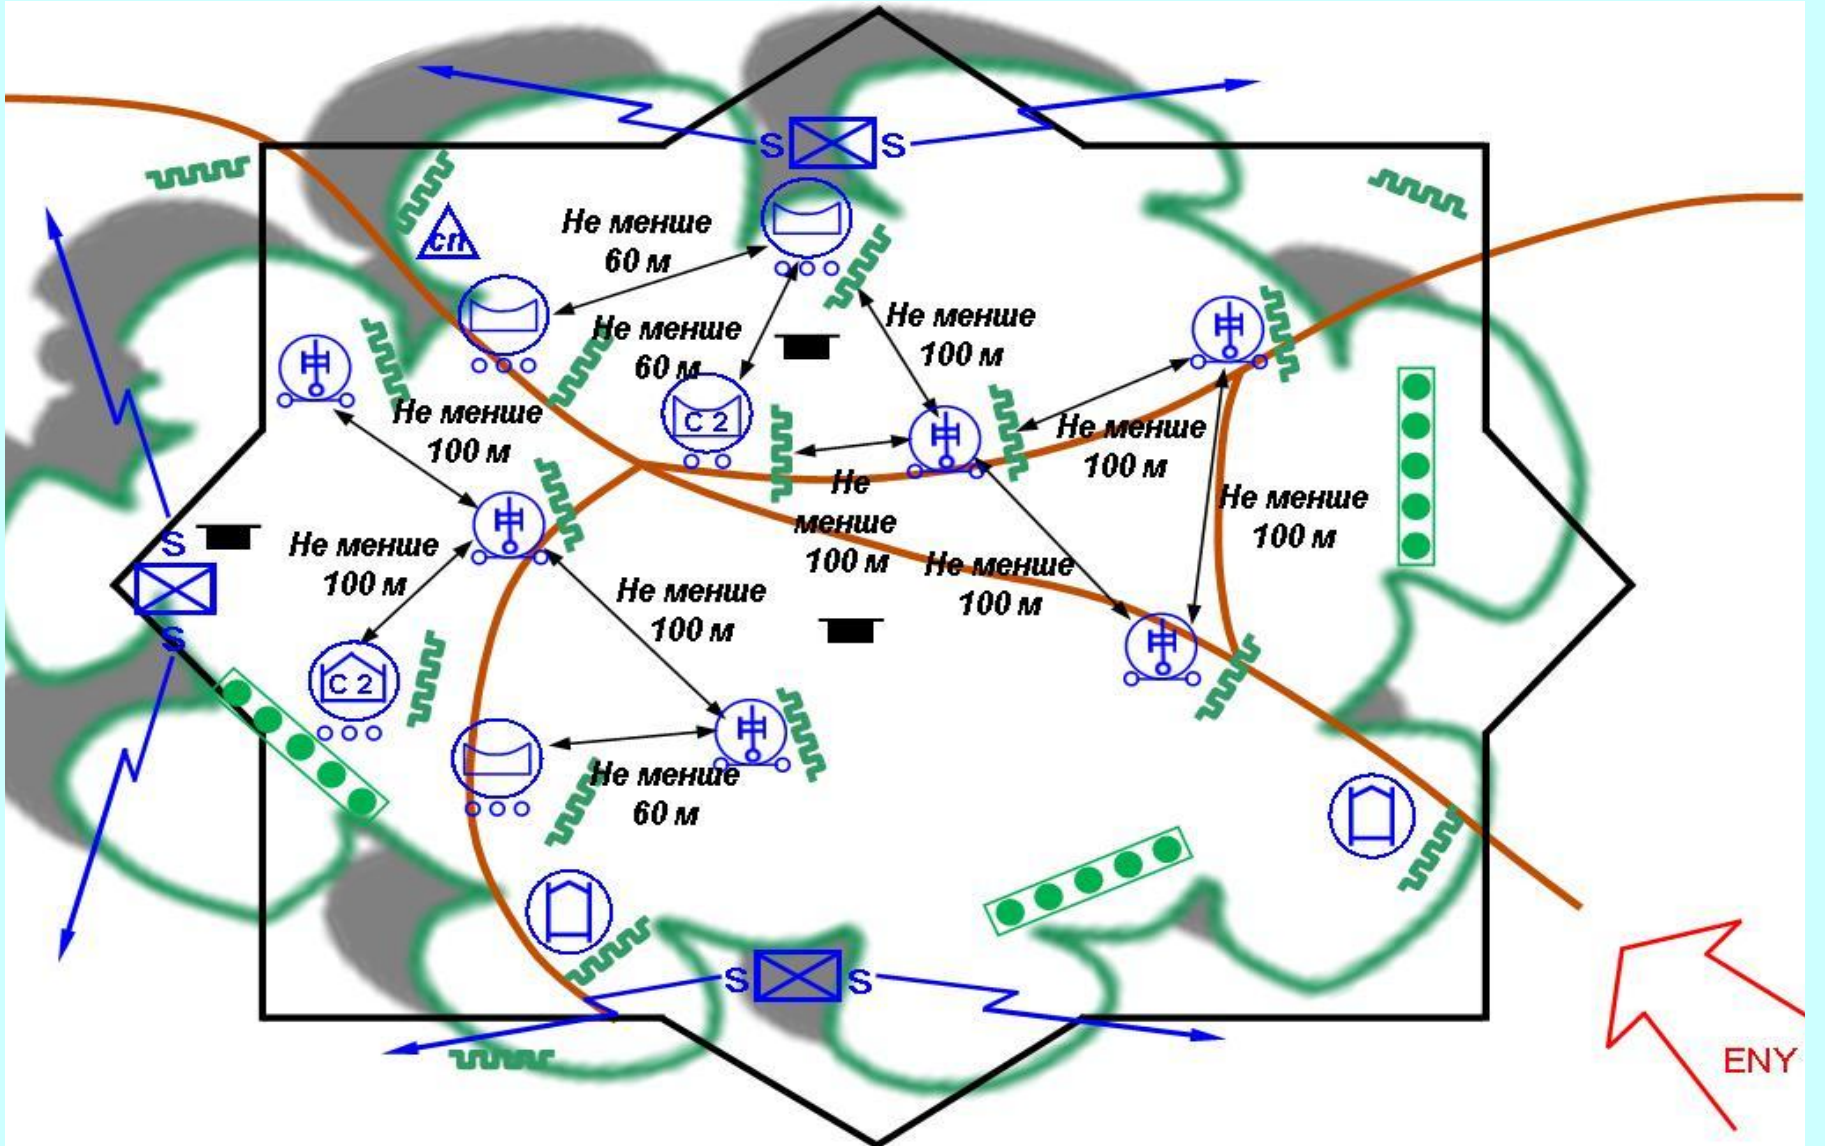 S
S
Не менше
60 м
сп
Не менше
100 м
Не менше
60 м
С 2
Не менше
100 м
Не менше
100 м
Не
менше
100 м
Не менше
100 м
S
Не менше
100 м
Не менше
100 м
Не менше
100 м
S
С 2
Не менше
60 м
S
S
ENY